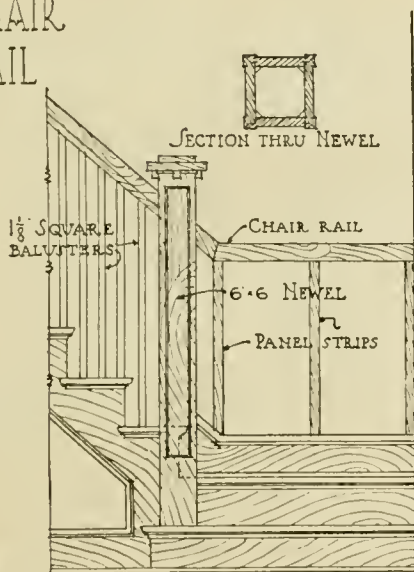 AIR
AIL
SECTION THRU NEWEL
1⅛" SQUARE
BALUSTERS
CHAIR RAIL
6×6 NEWEL
PANEL STRIPS